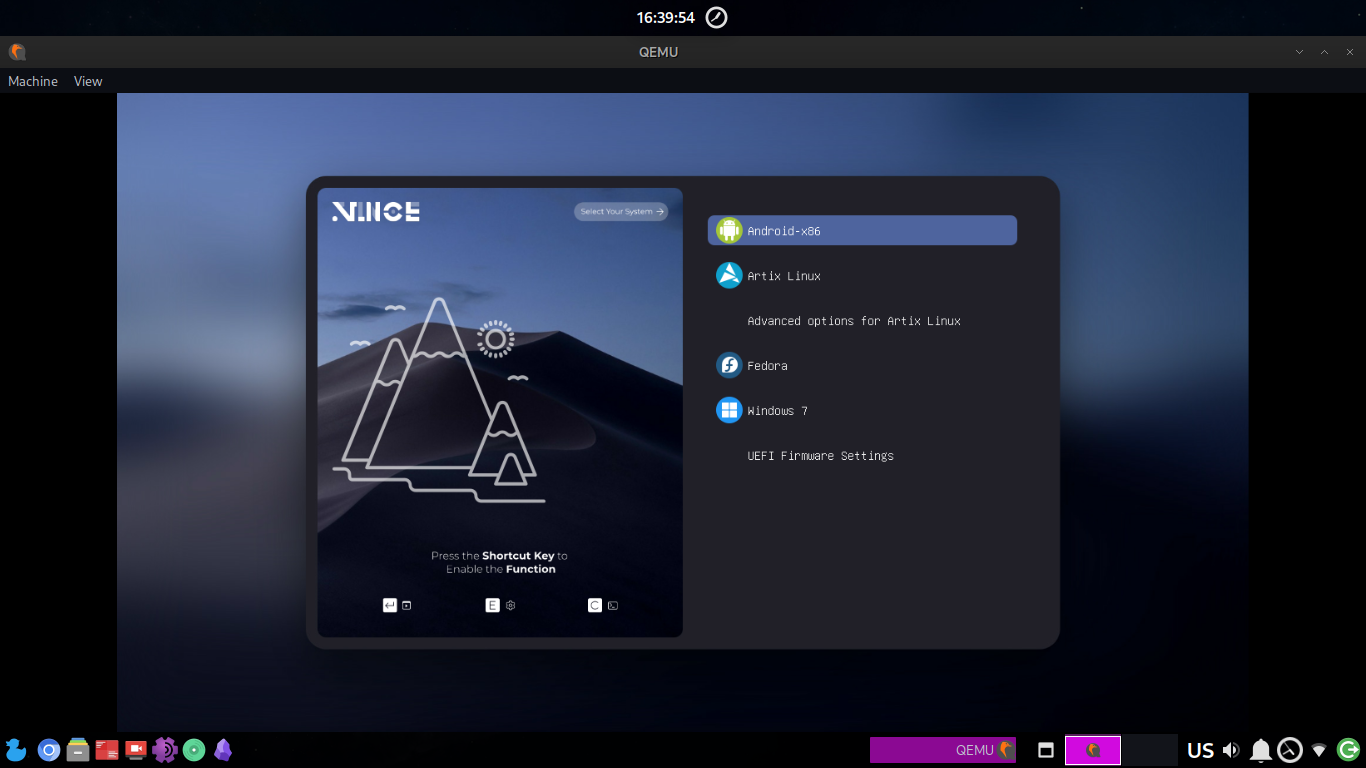 16:39:54
QEMU
Machine View
VINCE
Select Your System →
Android-x86
Artix Linux
Advanced options for Artix Linux
Fedora
Windows 7
UEFI Firmware Settings
Press the Shortcut Key to
Enable the Function
E
C
QEMU
US